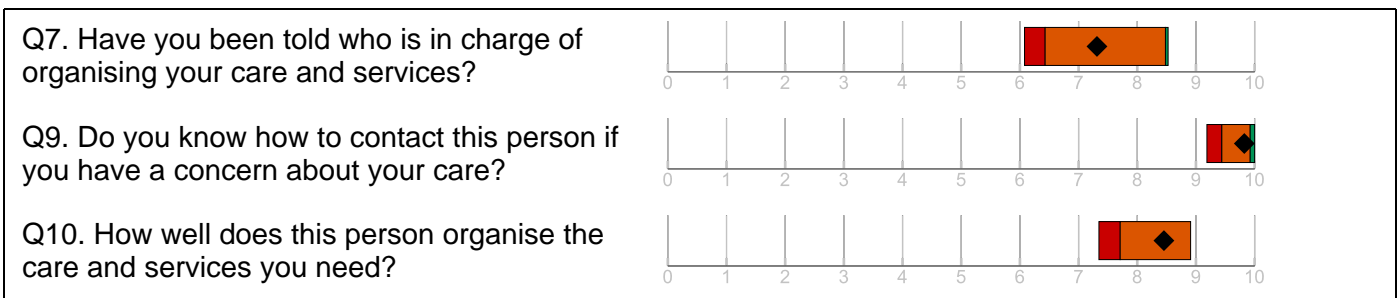 Q7. Have you been told who is in charge of
organising your care and services?
0 1 2 3 4 5 6 7 8 9 10
Q9. Do you know how to contact this person if
you have a concern about your care?
0 1 2 3 4 5 6 7 8 9 10
Q10. How well does this person organise the
care and services you need?
0 1 2 3 4 5 6 7 8 9 10